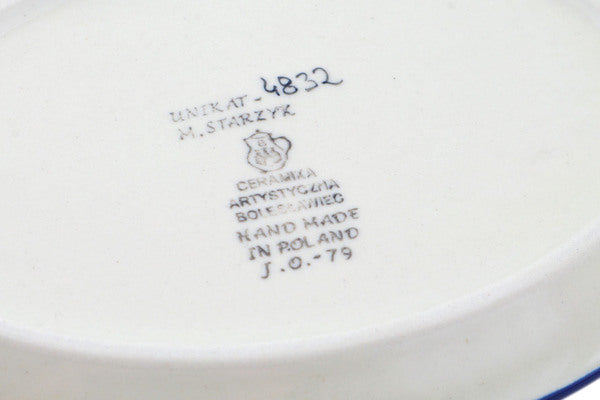 UNIKAT - 4832
M. STARZYK
CERAMIKA
ARTYSTYCZNA
BOLESŁAWIEC
HAND MADE
IN POLAND
J.O.-79